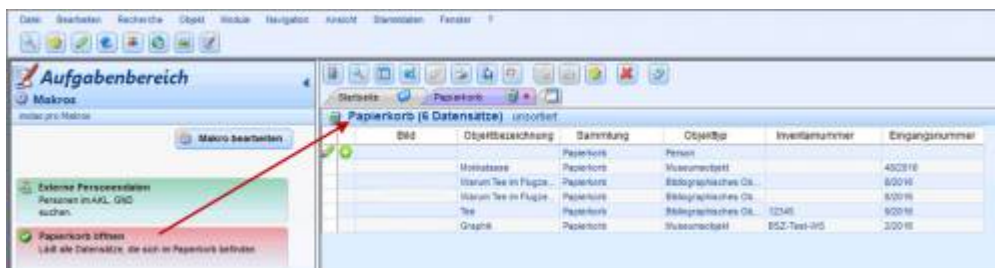 Datei Bearbeiten Recherche Objekt Module Navigation Ansicht Stammdaten Fenster ?
Aufgabenbereich
Makros
imdas pro Makros
Makro bearbeiten
Externe Personendaten
Personen im AKL, GND
suchen.
Papierkorb öffnen
Lädt alle Datensätze, die sich im Papierkorb befinden
Startseite Papierkorb
Papierkorb (6 Datensätze) unsortiert
Bild Objektbezeichnung Sammlung Objekttyp Inventarnummer Eingangsnummer
Papierkorb Person
Mokkatasse Papierkorb Museumsobjekt
Warum Tee im Flugze... Papierkorb Bibliographisches Ob... 8/2016
Warum Tee im Flugze... Papierkorb Bibliographisches Ob... 8/2016
Tee Papierkorb Bibliographisches Ob... 12345 9/2016
Graphik Papierkorb Museumsobjekt BSZ-Test-WS 2/2016